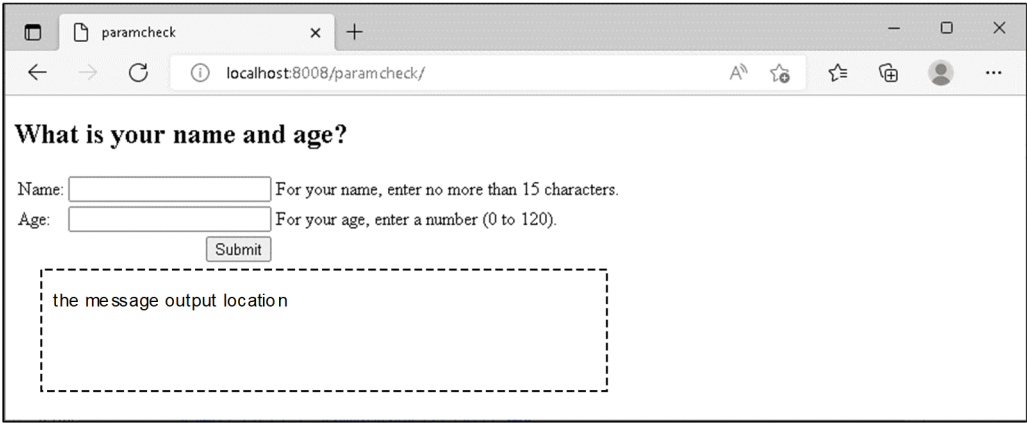 paramcheck
localhost:8008/paramcheck/
What is your name and age?
Name: For your name, enter no more than 15 characters.
Age: For your age, enter a number (0 to 120).
Submit
the message output location